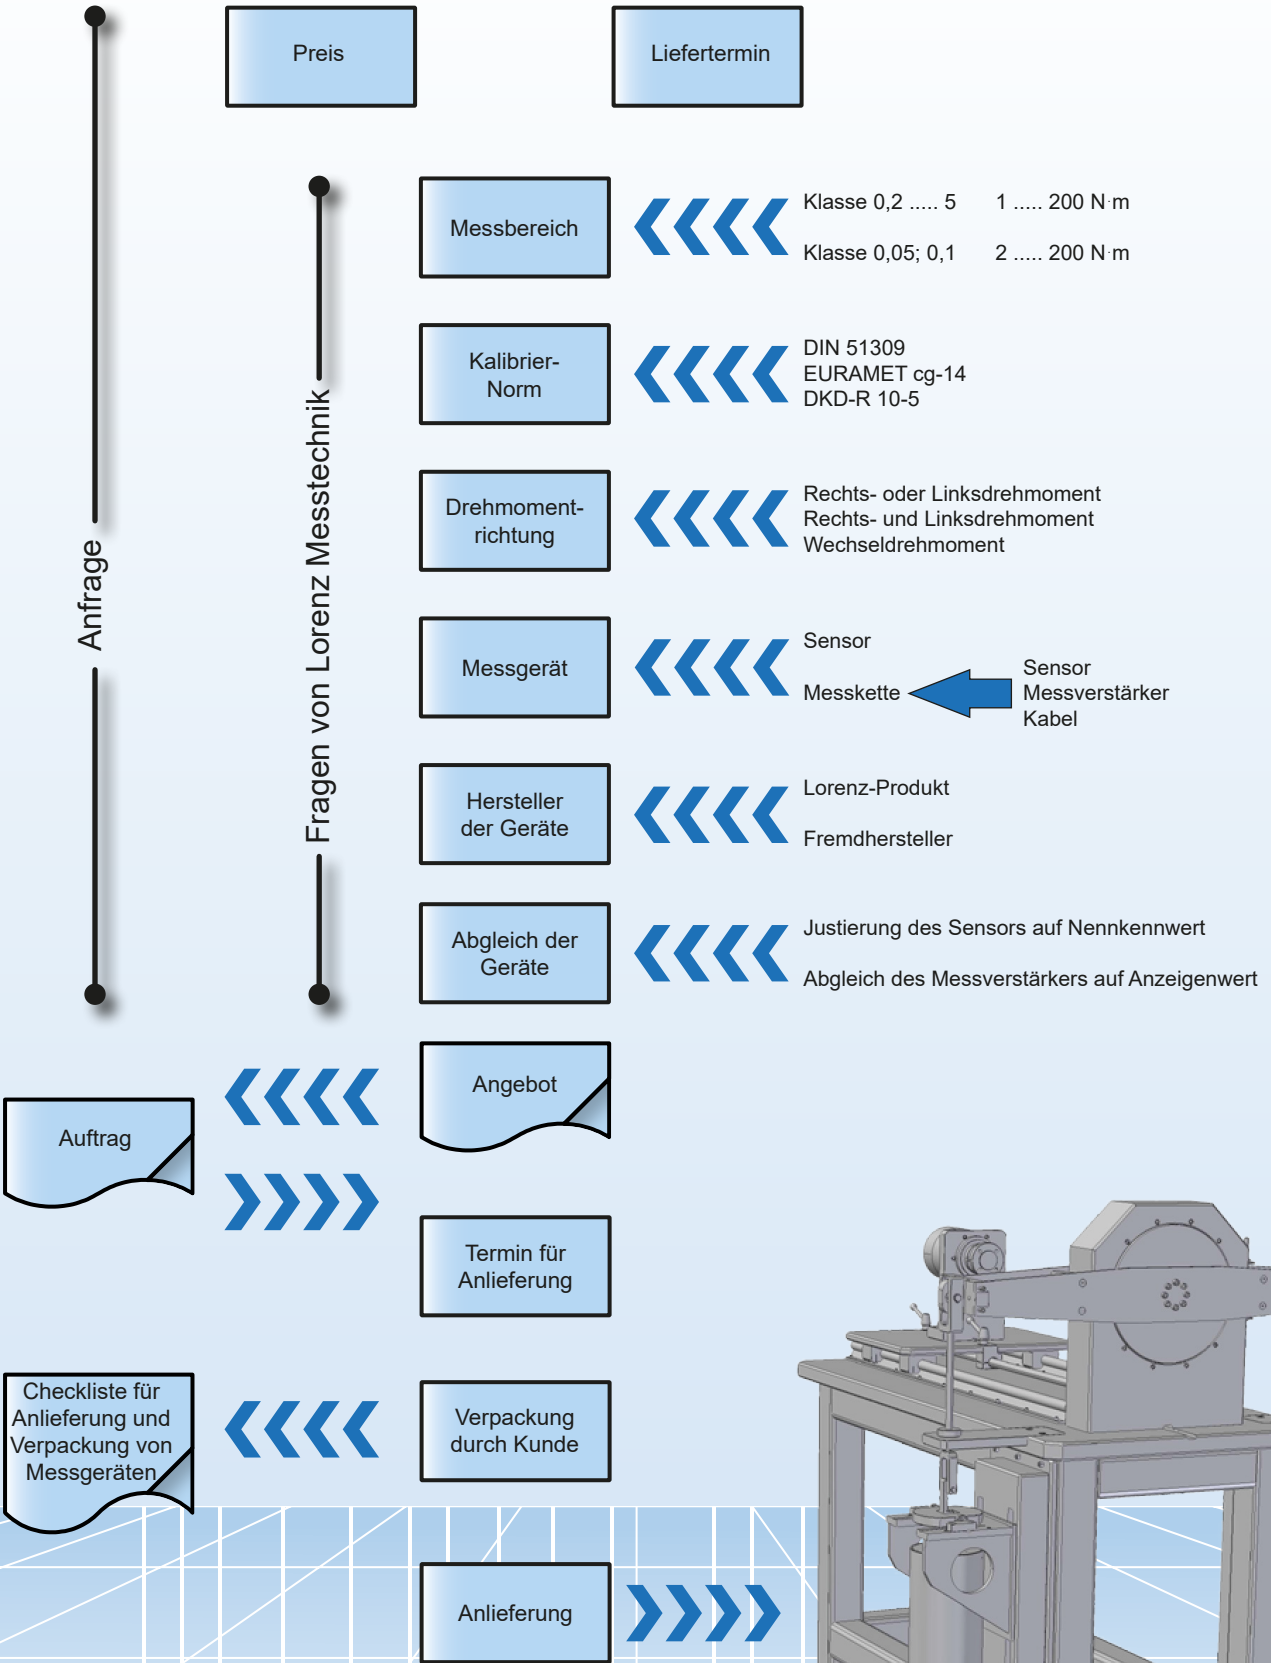 Preis
Liefertermin
Anfrage
Fragen von Lorenz Messtechnik
Messbereich
Klasse 0,2 ..... 5 1 ..... 200 N·m
Klasse 0,05; 0,1 2 ..... 200 N·m
Kalibrier-
Norm
DIN 51309
EURAMET cg-14
DKD-R 10-5
Drehmoment-
richtung
Rechts- oder Linksdrehmoment
Rechts- und Linksdrehmoment
Wechseldrehmoment
Messgerät
Sensor
Messkette
Sensor
Messverstärker
Kabel
Hersteller
der Geräte
Lorenz-Produkt
Fremdhersteller
Abgleich der
Geräte
Justierung des Sensors auf Nennkennwert
Abgleich des Messverstärkers auf Anzeigenwert
Angebot
Auftrag
Termin für
Anlieferung
Checkliste für
Anlieferung und
Verpackung von
Messgeräten
Verpackung
durch Kunde
Anlieferung